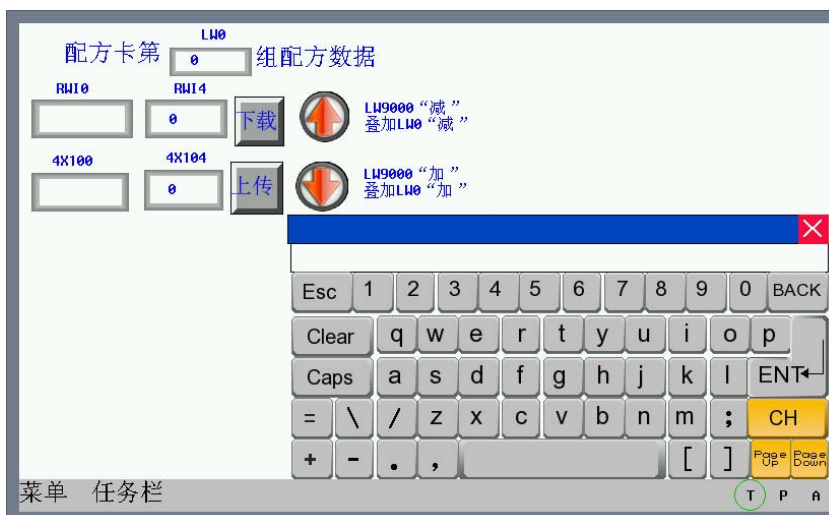 LW0
配方卡第 0 组配方数据
RWI0 RWI4
0 下载
LW9000“减”
叠加LW0“减”
4X100 4X104
0 上传
LW9000“加”
叠加LW0“加”
Esc 1 2 3 4 5 6 7 8 9 0 BACK
Clear q w e r t y u i o p
Caps a s d f g h j k l ENT
= \ / z x c v b n m ; CH
+ - . , [ ] Page Up Page Down
菜单 任务栏 T P A